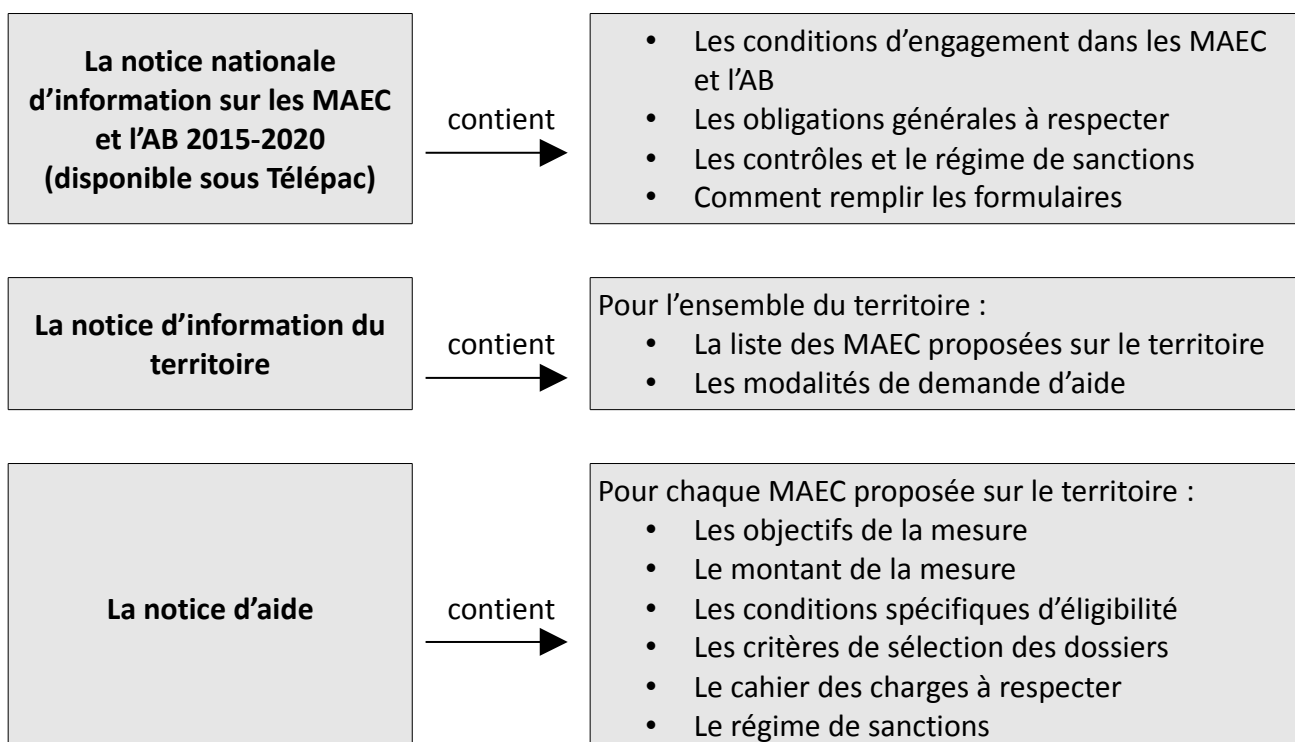 La notice nationale
d’information sur les MAEC
et l’AB 2015-2020
(disponible sous Télépac)
contient
• Les conditions d’engagement dans les MAEC
et l’AB
• Les obligations générales à respecter
• Les contrôles et le régime de sanctions
• Comment remplir les formulaires
La notice d’information du
territoire
contient
Pour l’ensemble du territoire :
• La liste des MAEC proposées sur le territoire
• Les modalités de demande d’aide
La notice d’aide
contient
Pour chaque MAEC proposée sur le territoire :
• Les objectifs de la mesure
• Le montant de la mesure
• Les conditions spécifiques d’éligibilité
• Les critères de sélection des dossiers
• Le cahier des charges à respecter
• Le régime de sanctions